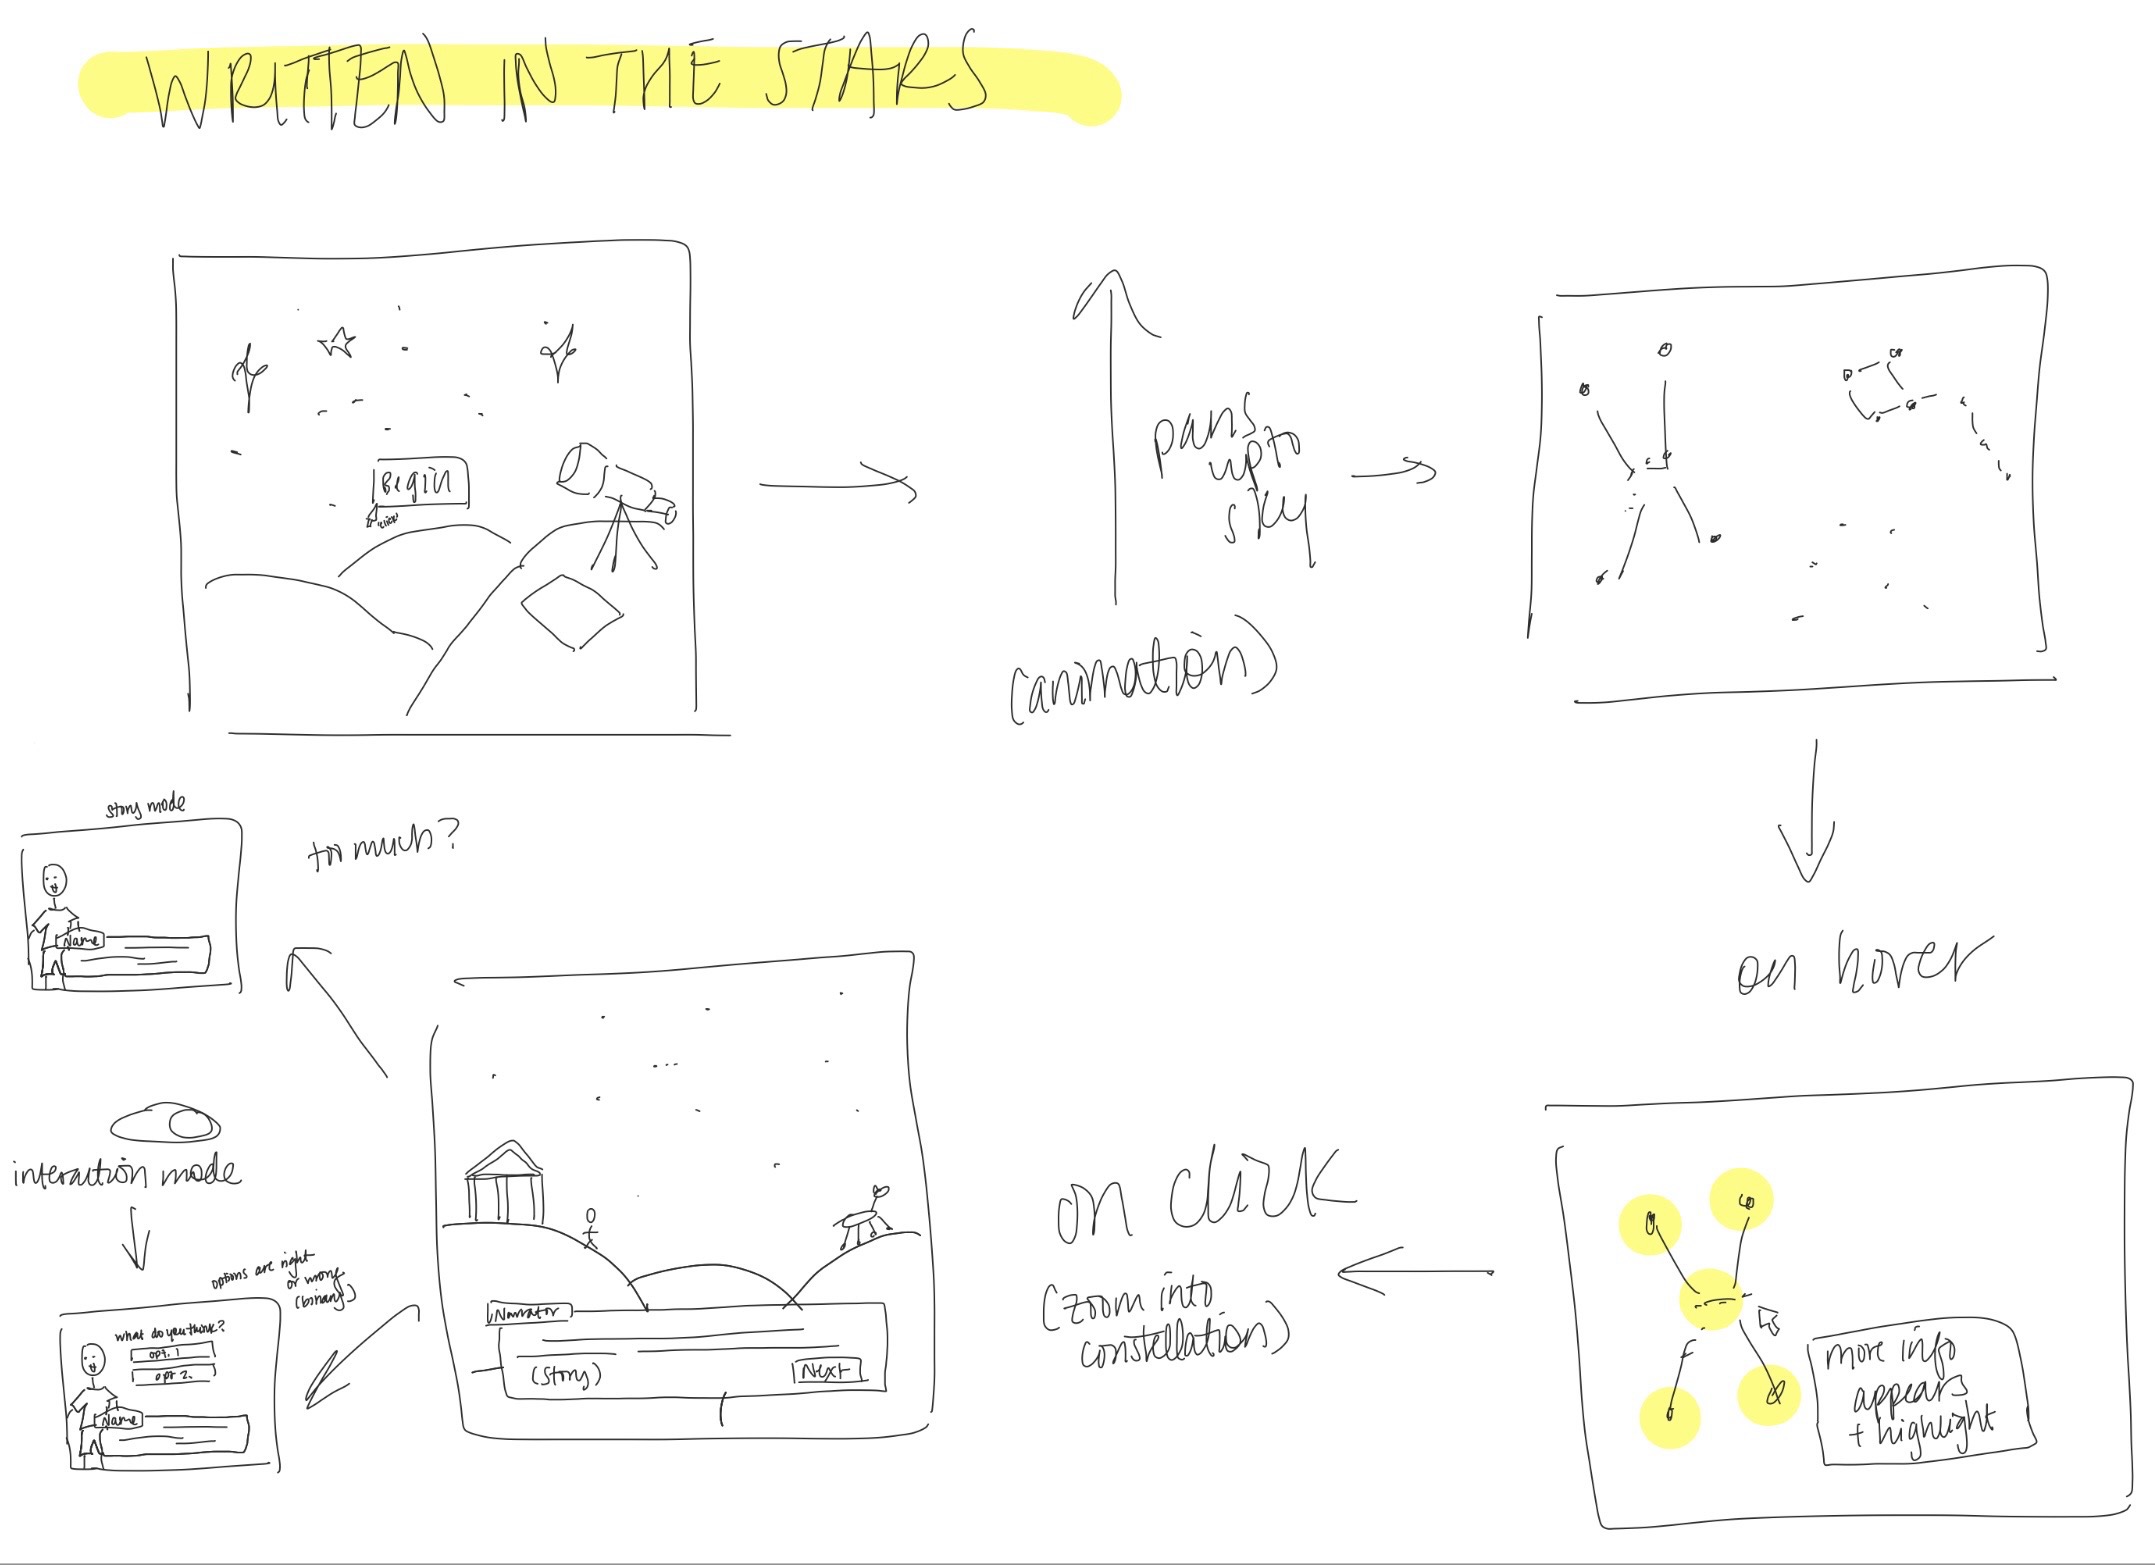 WRITTEN IN THE STARS
Begin
"click"
pans
up to
sky
(animation)
on hover
more info
appears
+ highlight
on click
(zoom into
constellation)
Narrator
(Story)
Next
too much?
story mode
Name
interaction mode
options are right
or wrong
(binary)
what do you think?
opt. 1
opt 2.
Name